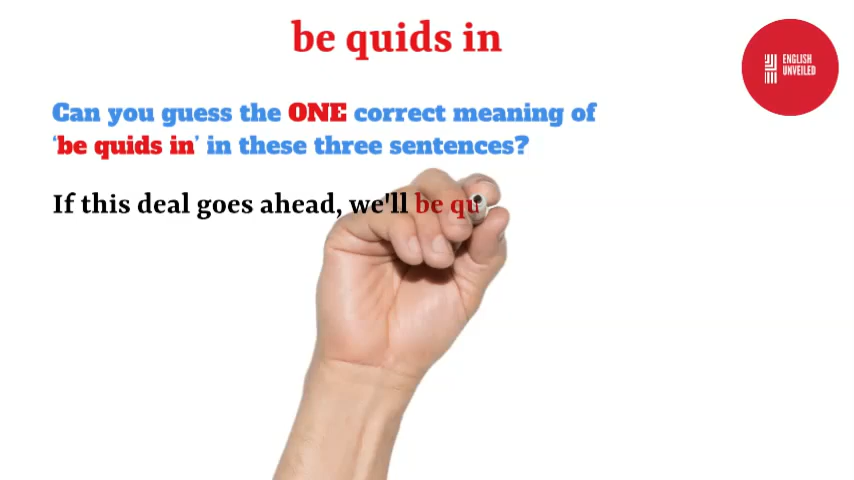 be quids in
ENGLISH
UNVEILED
Can you guess the ONE correct meaning of
‘be quids in’ in these three sentences?
If this deal goes ahead, we'll be qu